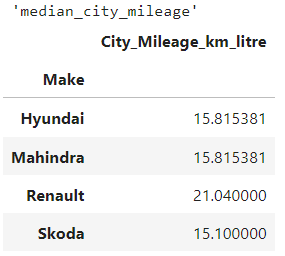 'median_city_mileage'
City_Mileage_km_litre
Make
Hyundai 15.815381
Mahindra 15.815381
Renault 21.040000
Skoda 15.100000